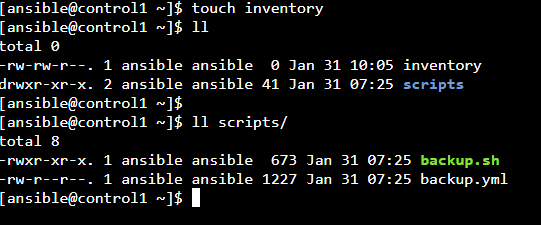 [ansible@control1 ~]$ touch inventory
[ansible@control1 ~]$ ll
total 0
-rw-rw-r--. 1 ansible ansible  0 Jan 31 10:05 inventory
drwxr-xr-x. 2 ansible ansible 41 Jan 31 07:25 scripts
[ansible@control1 ~]$
[ansible@control1 ~]$ ll scripts/
total 8
-rwxr-xr-x. 1 ansible ansible  673 Jan 31 07:25 backup.sh
-rw-r--r--. 1 ansible ansible 1227 Jan 31 07:25 backup.yml
[ansible@control1 ~]$